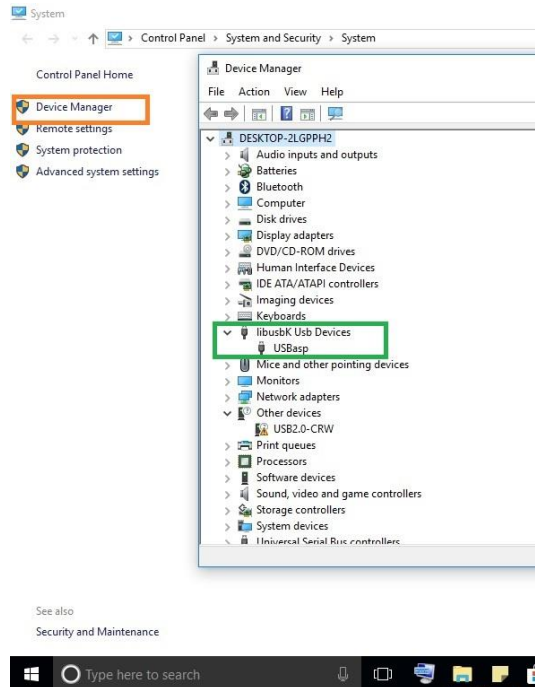 System
Control Panel > System and Security > System
Control Panel Home
Device Manager
Remote settings
System protection
Advanced system settings
See also
Security and Maintenance
Device Manager
File Action View Help
DESKTOP-2LGPPH2
Audio inputs and outputs
Batteries
Bluetooth
Computer
Disk drives
Display adapters
DVD/CD-ROM drives
Human Interface Devices
IDE ATA/ATAPI controllers
Imaging devices
Keyboards
libusbK Usb Devices
USBasp
Mice and other pointing devices
Monitors
Network adapters
Other devices
USB2.0-CRW
Print queues
Processors
Software devices
Sound, video and game controllers
Storage controllers
System devices
Universal Serial Bus controllers
Type here to search